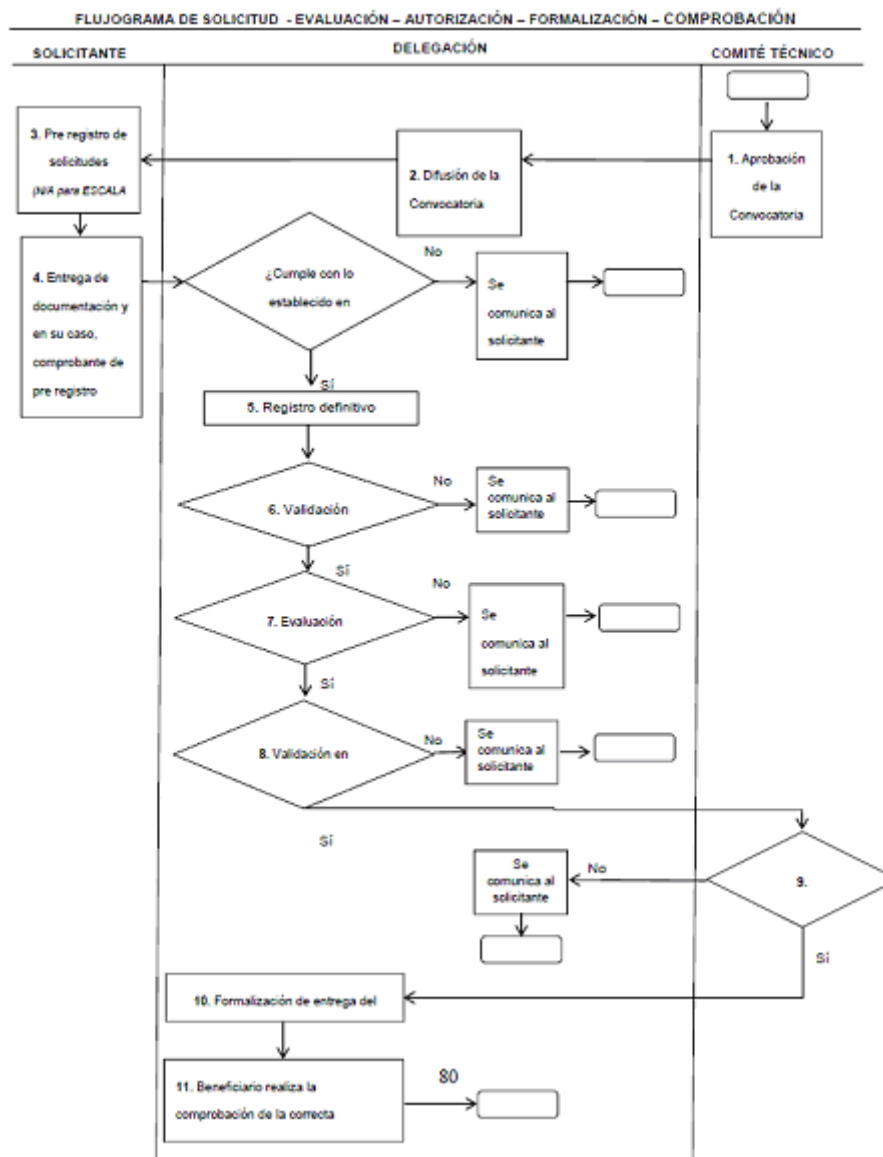 FLUJOGRAMA DE SOLICITUD - EVALUACIÓN – AUTORIZACIÓN – FORMALIZACIÓN – COMPROBACIÓN
SOLICITANTE
DELEGACIÓN
COMITÉ TÉCNICO
1. Aprobación
de la
Convocatoria
2. Difusión de la
Convocatoria
3. Pre registro de
solicitudes
(N/A para ESCALA
4. Entrega de
documentación y
en su caso,
comprobante de
pre registro
¿Cumple con lo
establecido en
No
Se
comunica al
solicitante
Sí
5. Registro definitivo
6. Validación
No
Se
comunica al
solicitante
Sí
7. Evaluación
No
Se
comunica al
solicitante
Sí
8. Validación en
No
Se
comunica al
solicitante
Sí
9.
No
Se
comunica al
solicitante
Sí
10. Formalización de entrega del
11. Beneficiario realiza la
comprobación de la correcta
80